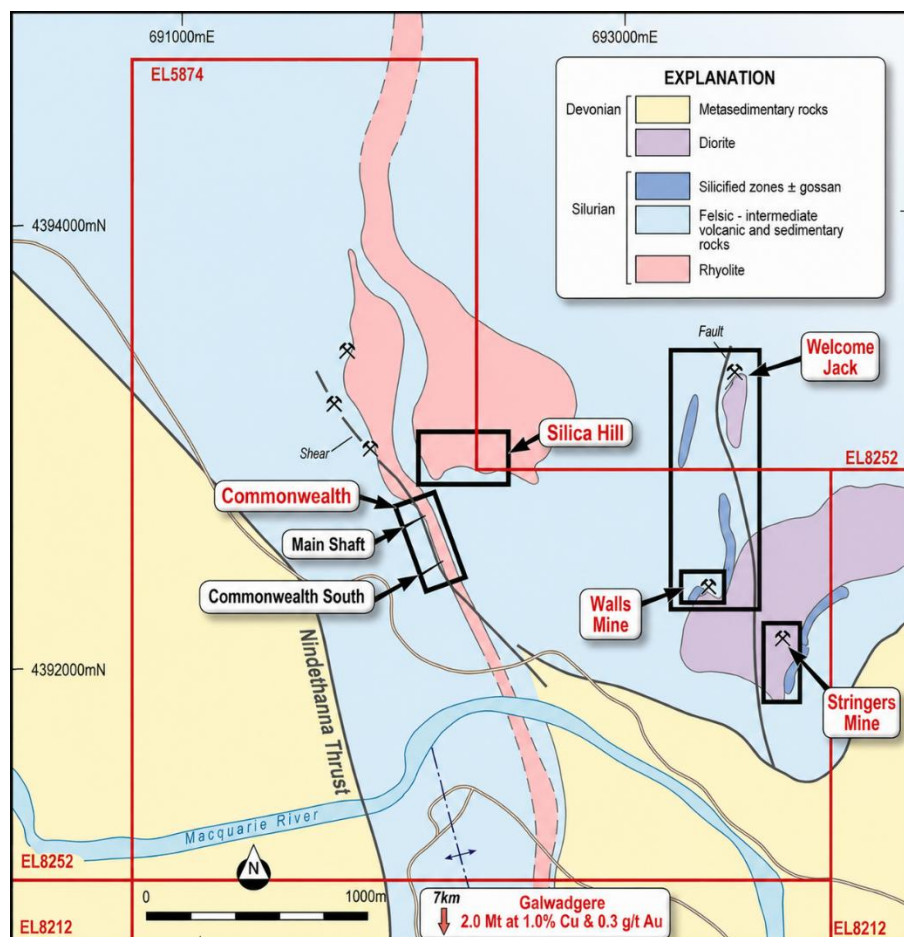 691000mE
693000mE
EL5874
EXPLANATION
Devonian
Metasedimentary rocks
Diorite
Silurian
Silicified zones ± gossan
Felsic - intermediate
volcanic and sedimentary
rocks
Rhyolite
4394000mN
Fault
Welcome
Jack
Silica Hill
Shear
EL8252
Commonwealth
Main Shaft
Commonwealth South
Walls
Mine
4392000mN
Stringers
Mine
Nindethanna Thrust
Macquarie River
EL8252
N
EL8212
0
1000m
7km
Galwadgere
2.0 Mt at 1.0% Cu & 0.3 g/t Au
EL8212